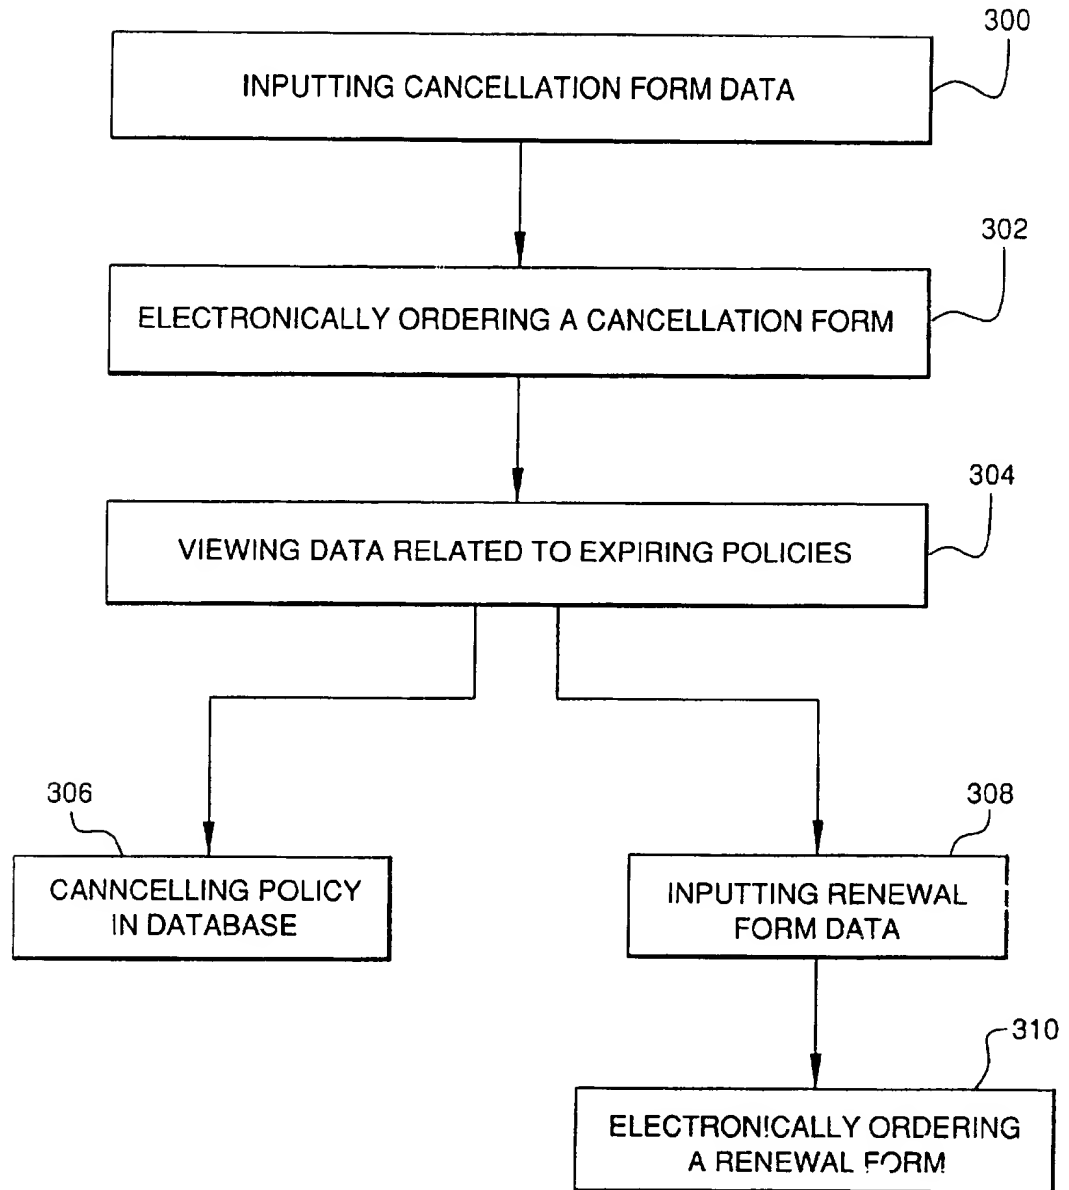 300
INPUTTING CANCELLATION FORM DATA
302
ELECTRONICALLY ORDERING A CANCELLATION FORM
304
VIEWING DATA RELATED TO EXPIRING POLICIES
306
CANNCELLING POLICY
IN DATABASE
308
INPUTTING RENEWAL
FORM DATA
310
ELECTRONICALLY ORDERING
A RENEWAL FORM